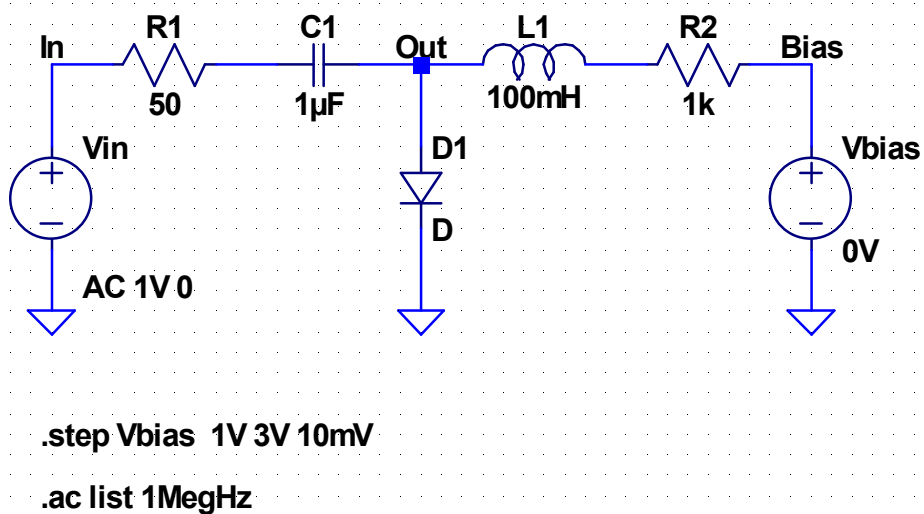 R1
C1
L1
R2
In
Out
Bias
50
1µF
100mH
1k
Vin
D1
Vbias
+
+
D
0V
AC 1V 0
.step Vbias 1V 3V 10mV
.ac list 1MegHz